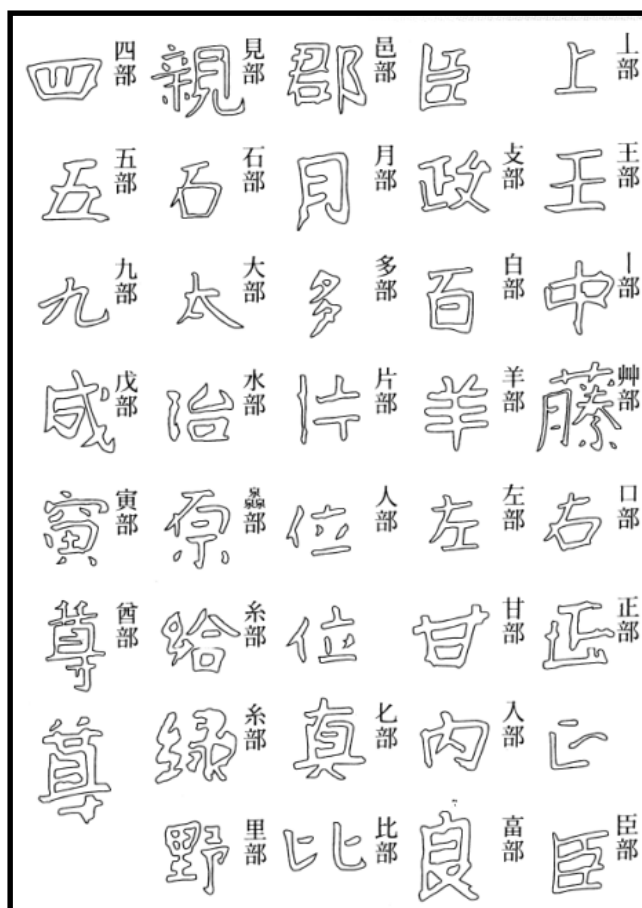 丄部 上
王部 王
丨部 中
艸部 藤
口部 右
正部 正
正
臣部 臣
臣
攴部 政
白部 百
羊部 羊
左部 左
甘部 甘
入部 内
畗部 良
邑部 郡
月部 月
多部 多
片部 片
人部 位
位
匕部 真
比部 比
見部 親
石部 石
大部 太
水部 治
灥部 原
糸部 給
糸部 緑
里部 野
四部 四
五部 五
九部 九
戊部 成
寅部 寅
酋部 尊
尊